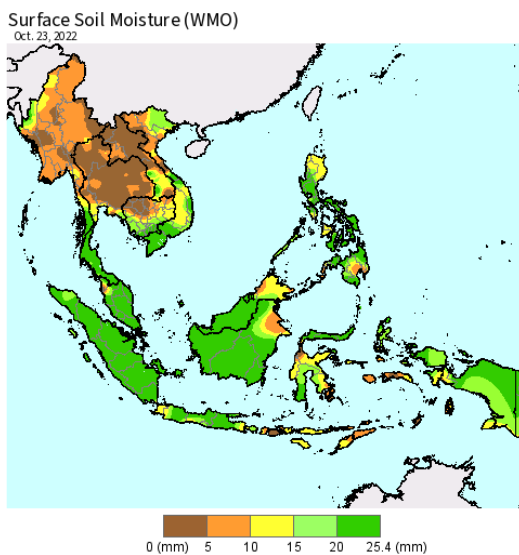 Surface Soil Moisture (WMO)
Oct. 23, 2022
0 (mm) 5 10 15 20 25.4 (mm)